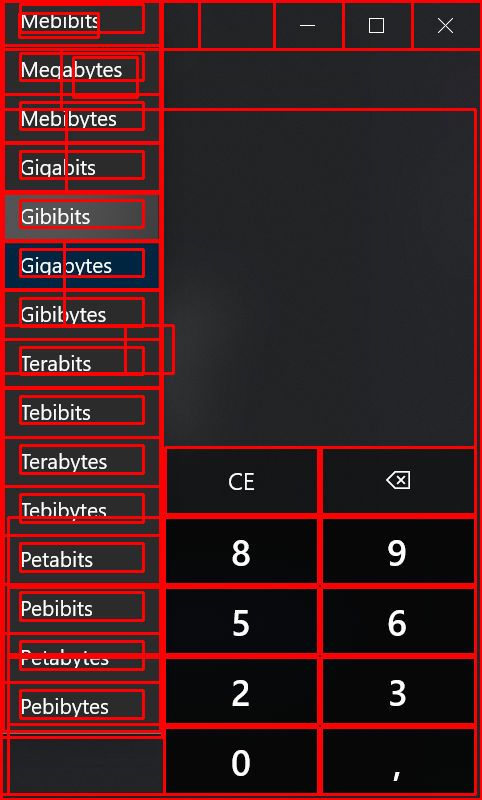 Mebibits
Megabytes
Mebibytes
Gigabits
Gibibits
Gigabytes
Gibibytes
Terabits
Tebibits
Terabytes
CE
Tebibytes
Petabits
8 9
Pebibits
5 6
Petabytes
Pebibytes
2 3
0 ,